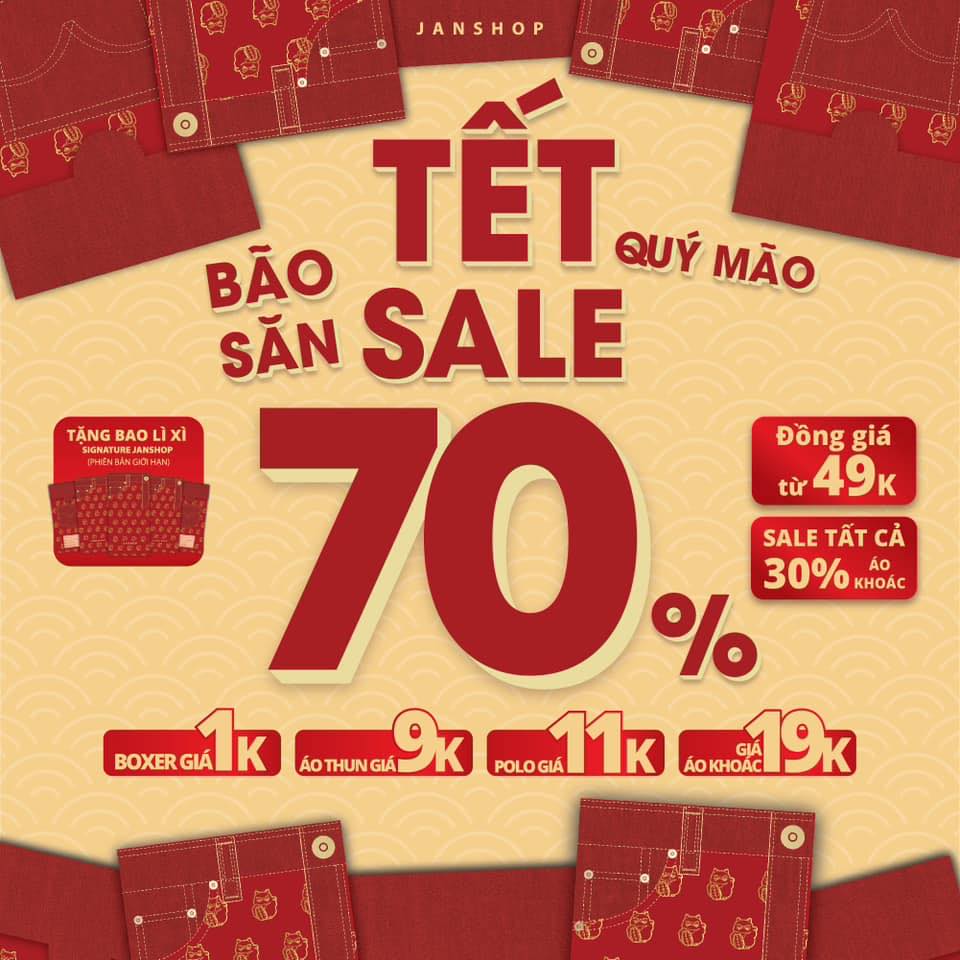 JANSHOP
TẾT
BÃO
QUÝ MÃO
SĂN SALE
70%
TẶNG BAO LÌ XÌ
SIGNATURE JANSHOP
(PHIÊN BẢN GIỚI HẠN)
Đồng giá
từ 49K
SALE TẤT CẢ
30% ÁO
KHOÁC
BOXER GIÁ 1K
ÁO THUN GIÁ 9K
POLO GIÁ 11K
GIÁ
ÁO KHOÁC 19K